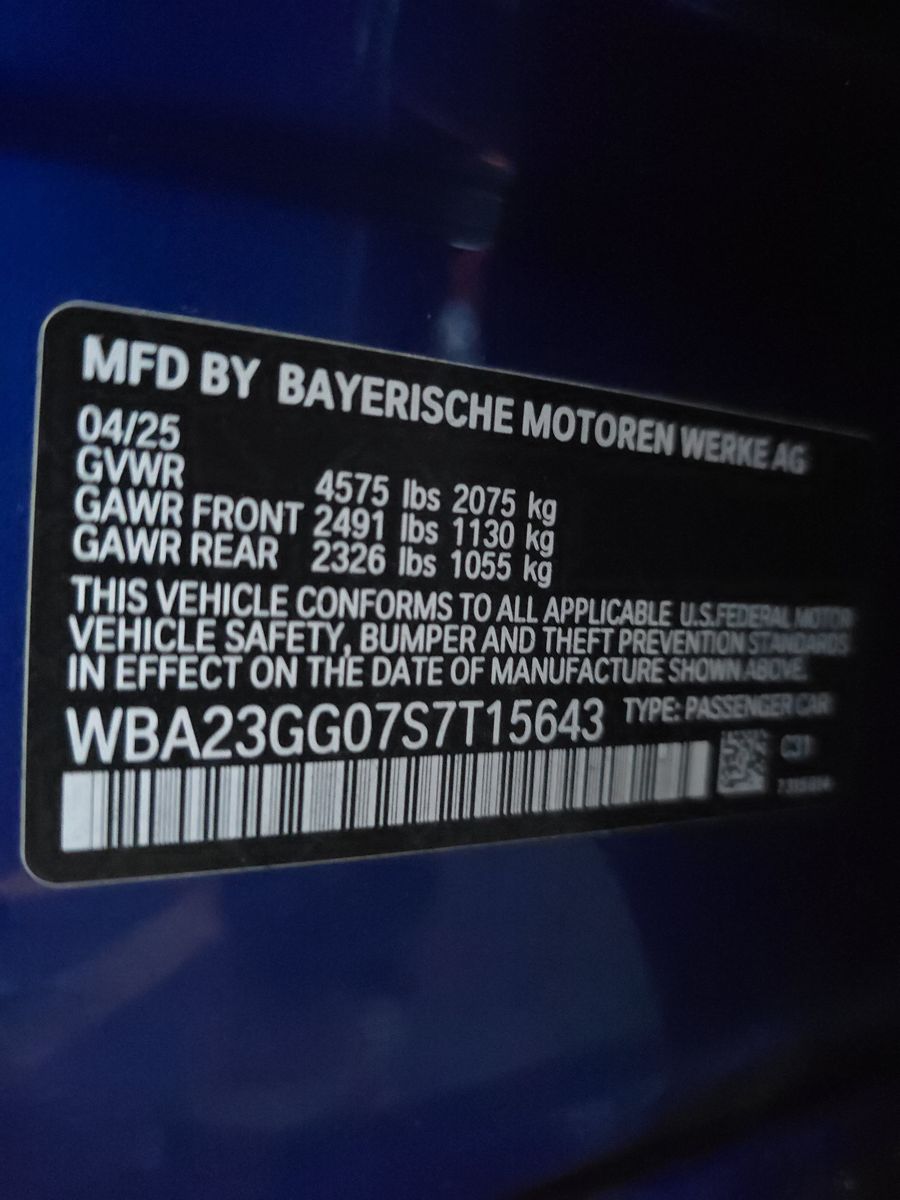 MFD BY BAYERISCHE MOTOREN WERKE AG
04/25
GVWR 4575 lbs 2075 kg
GAWR FRONT 2491 lbs 1130 kg
GAWR REAR 2326 lbs 1055 kg
THIS VEHICLE CONFORMS TO ALL APPLICABLE U.S.FEDERAL MOTOR
VEHICLE SAFETY, BUMPER AND THEFT PREVENTION STANDARDS
IN EFFECT ON THE DATE OF MANUFACTURE SHOWN ABOVE.
WBA23GG07S7T15643 TYPE: PASSENGER CAR